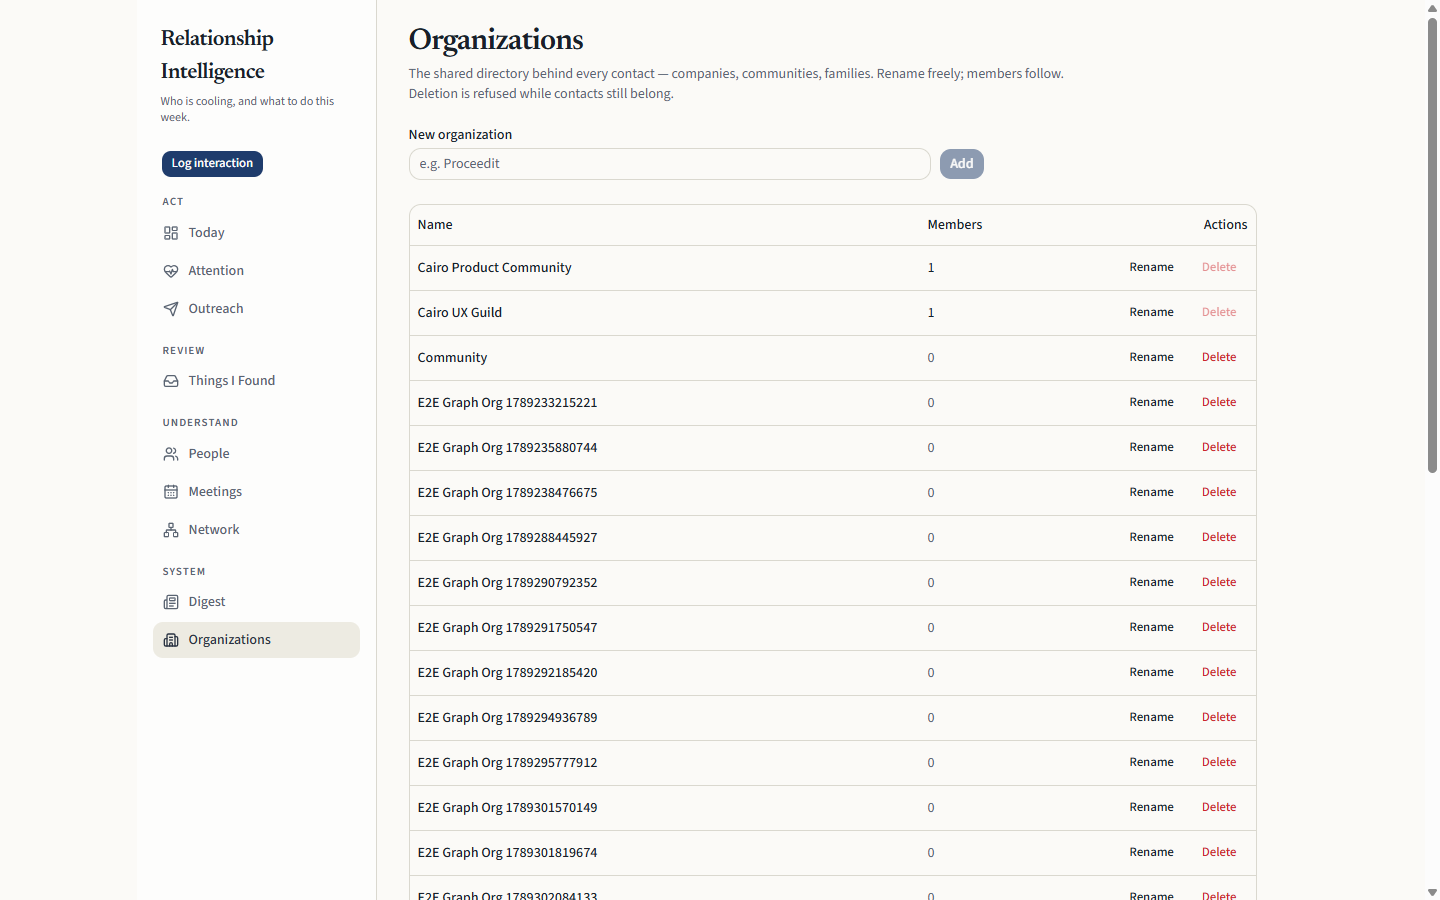 Relationship
Intelligence
Who is cooling, and what to do this
week.
Log interaction
ACT
Today
Attention
Outreach
REVIEW
Things I Found
UNDERSTAND
People
Meetings
Network
SYSTEM
Digest
Organizations
Organizations
The shared directory behind every contact — companies, communities, families. Rename freely; members follow.
Deletion is refused while contacts still belong.
New organization
e.g. Proceedit Add
Name Members Actions
Cairo Product Community 1 Rename Delete
Cairo UX Guild 1 Rename Delete
Community 0 Rename Delete
E2E Graph Org 1789233215221 0 Rename Delete
E2E Graph Org 1789235880744 0 Rename Delete
E2E Graph Org 1789238476675 0 Rename Delete
E2E Graph Org 1789288445927 0 Rename Delete
E2E Graph Org 1789290792352 0 Rename Delete
E2E Graph Org 1789291750547 0 Rename Delete
E2E Graph Org 1789292185420 0 Rename Delete
E2E Graph Org 1789294936789 0 Rename Delete
E2E Graph Org 1789295777912 0 Rename Delete
E2E Graph Org 1789301570149 0 Rename Delete
E2E Graph Org 1789301819674 0 Rename Delete
E2E Graph Org 1789302084133 0 Rename Delete